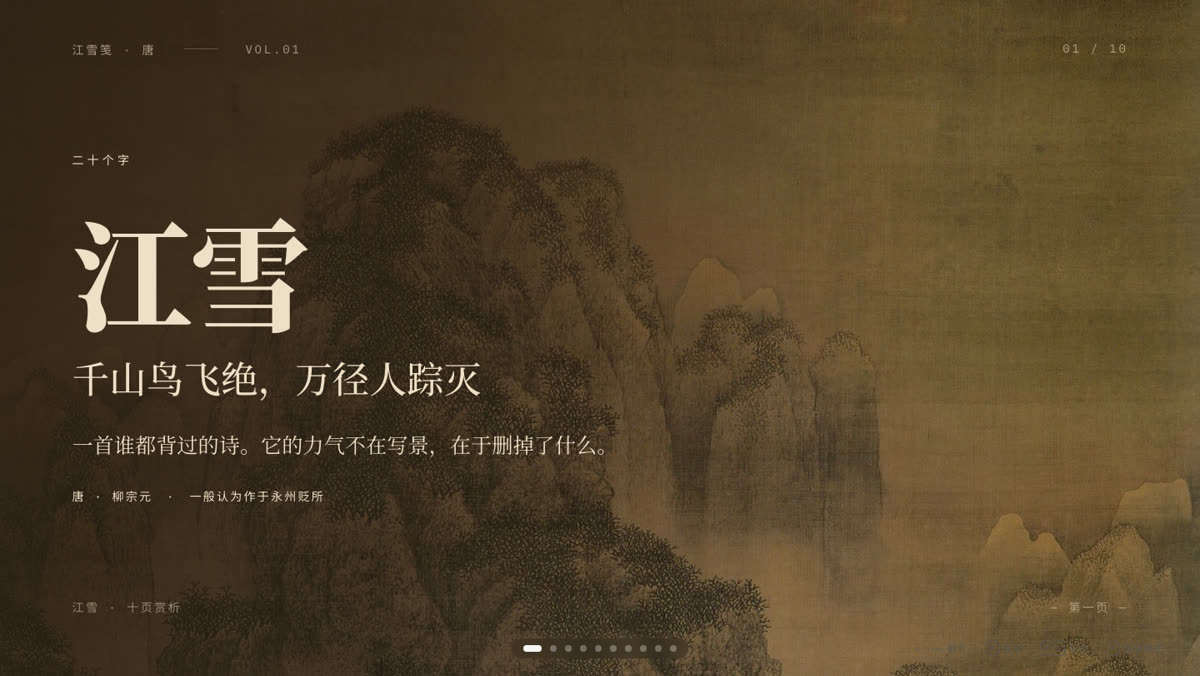 江雪笺 · 唐 —— VOL.01
01 / 10
二十个字
江雪
千山鸟飞绝，万径人踪灭
一首谁都背过的诗。它的力气不在写景，在于删掉了什么。
唐 · 柳宗元 · 一般认为作于永州贬所
江雪 · 十页赏析
— 第一页 —